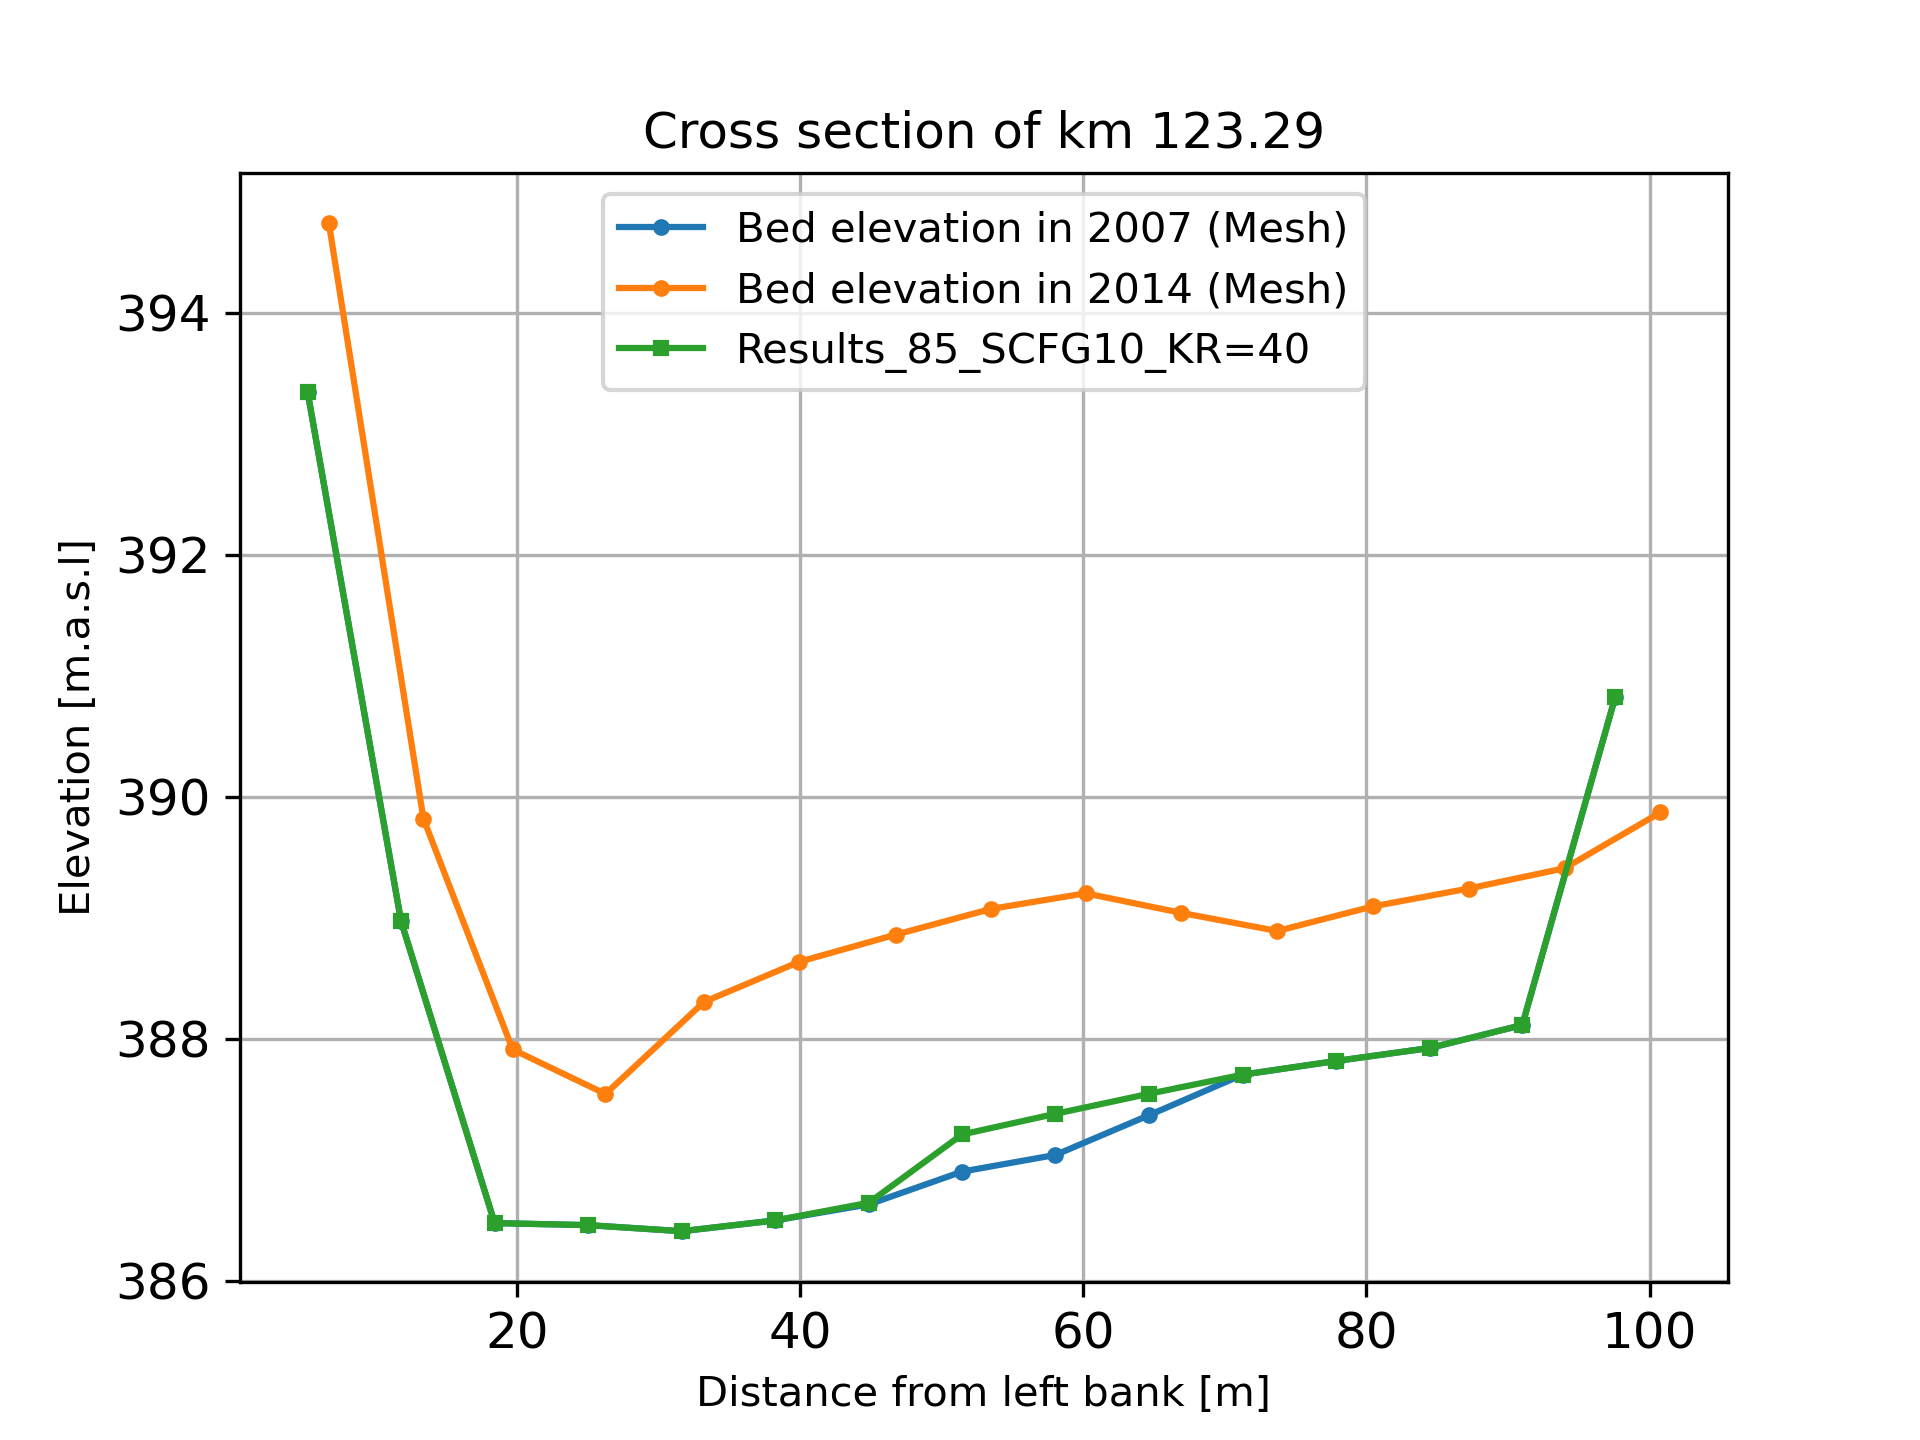 Cross section of km 123.29
Bed elevation in 2007 (Mesh)
Bed elevation in 2014 (Mesh)
Results_85_SCFG10_KR=40
394
392
390
388
386
Elevation [m.a.s.l]
20 40 60 80 100
Distance from left bank [m]